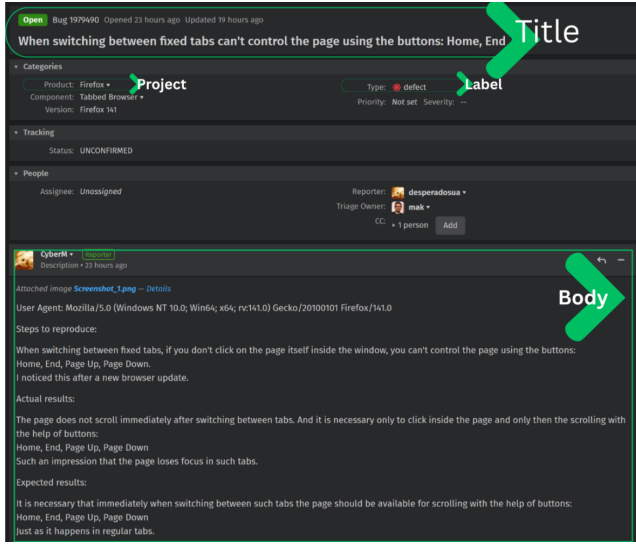 Open Bug 1979490 Opened 23 hours ago Updated 19 hours ago
When switching between fixed tabs can't control the page using the buttons: Home, End
Title
▾ Categories
Product: Firefox ▾
Project
Component: Tabbed Browser ▾
Version: Firefox 141
Type: defect
Label
Priority: Not set Severity: --
▾ Tracking
Status: UNCONFIRMED
▾ People
Assignee: Unassigned
Reporter: desperadosua ▾
Triage Owner: mak ▾
CC: ▸ 1 person Add
CyberM ▾ Reporter
Description • 23 hours ago
Body
Attached image Screenshot_1.png — Details
User Agent: Mozilla/5.0 (Windows NT 10.0; Win64; x64; rv:141.0) Gecko/20100101 Firefox/141.0
Steps to reproduce:
When switching between fixed tabs, if you don't click on the page itself inside the window, you can't control the page using the buttons:
Home, End, Page Up, Page Down.
I noticed this after a new browser update.
Actual results:
The page does not scroll immediately after switching between tabs. And it is necessary only to click inside the page and only then the scrolling with
the help of buttons:
Home, End, Page Up, Page Down
Such an impression that the page loses focus in such tabs.
Expected results:
It is necessary that immediately when switching between such tabs the page should be available for scrolling with the help of buttons:
Home, End, Page Up, Page Down
Just as it happens in regular tabs.